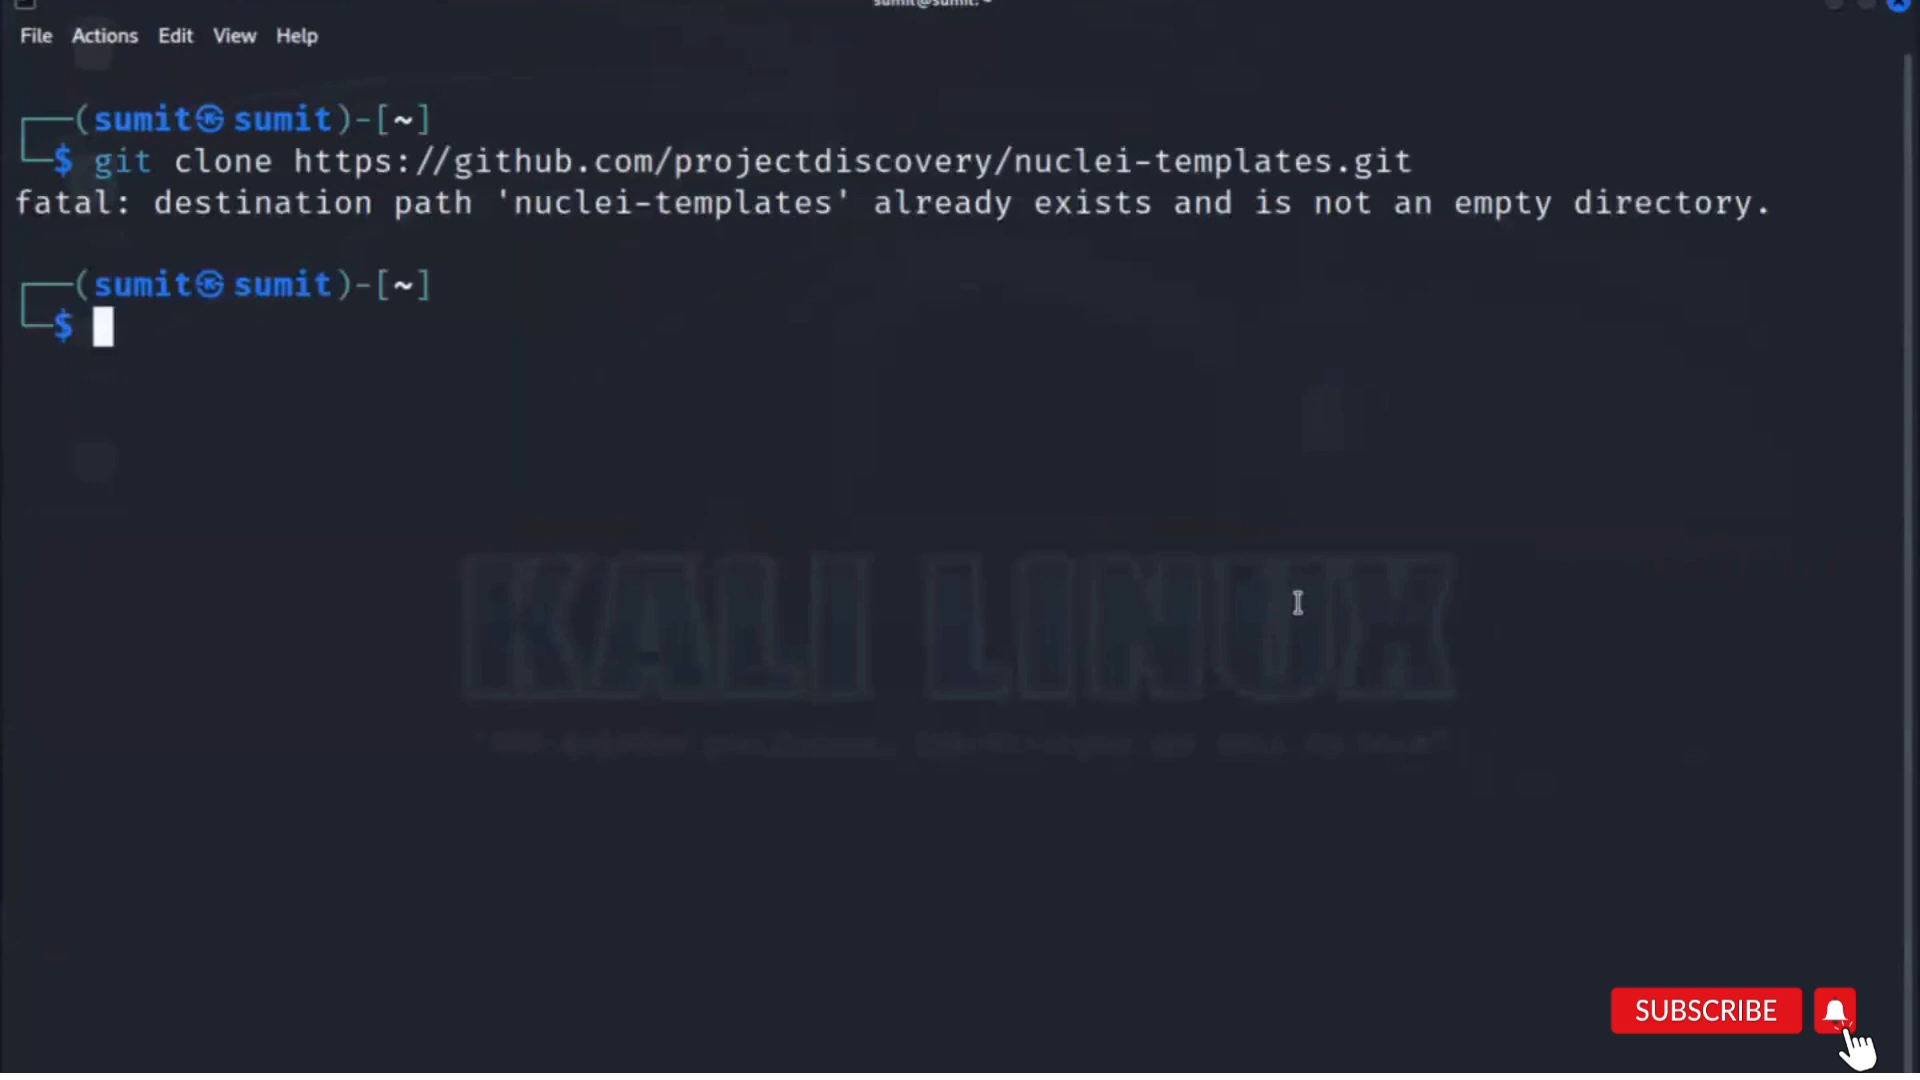 File Actions Edit View Help
┌──(sumit㉿sumit)-[~]
└─$ git clone https://github.com/projectdiscovery/nuclei-templates.git
fatal: destination path 'nuclei-templates' already exists and is not an empty directory.
┌──(sumit㉿sumit)-[~]
└─$
KALI LINUX
SUBSCRIBE